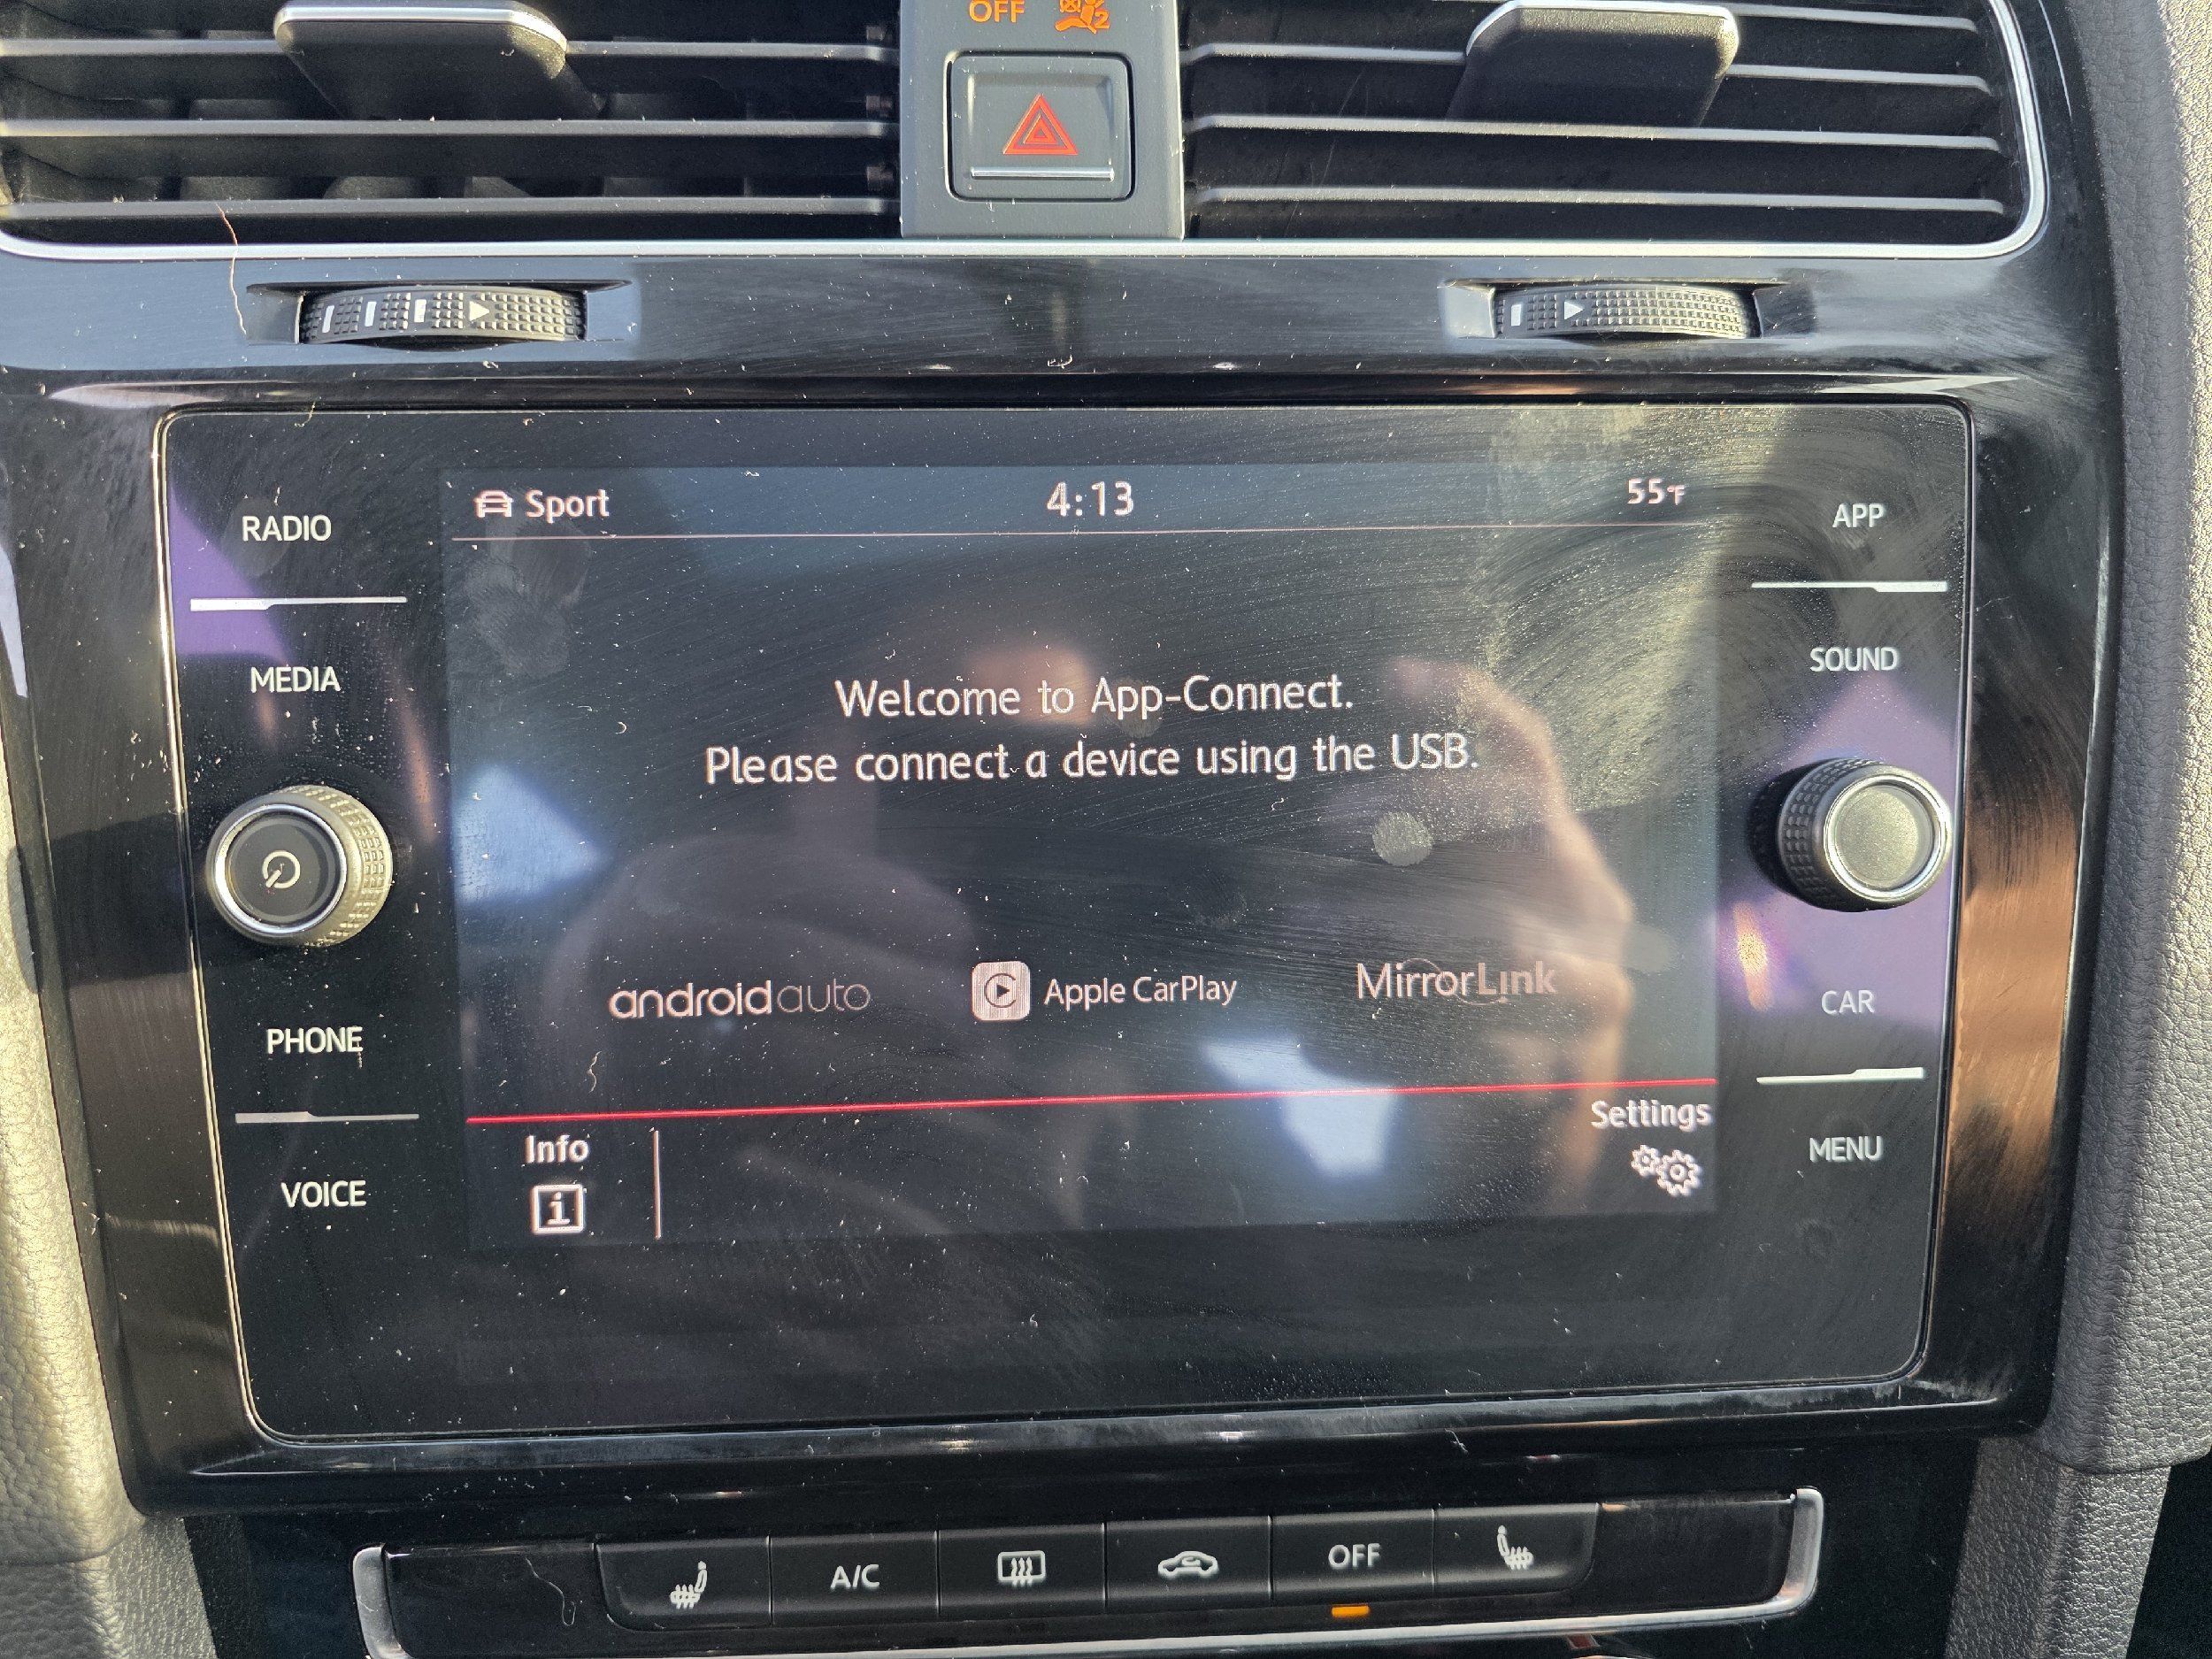 OFF 2
Sport 4:13 55°F
RADIO
APP
MEDIA
SOUND
Welcome to App-Connect.
Please connect a device using the USB.
androidauto Apple CarPlay MirrorLink
PHONE
CAR
Info
Settings
VOICE
MENU
i
A/C OFF